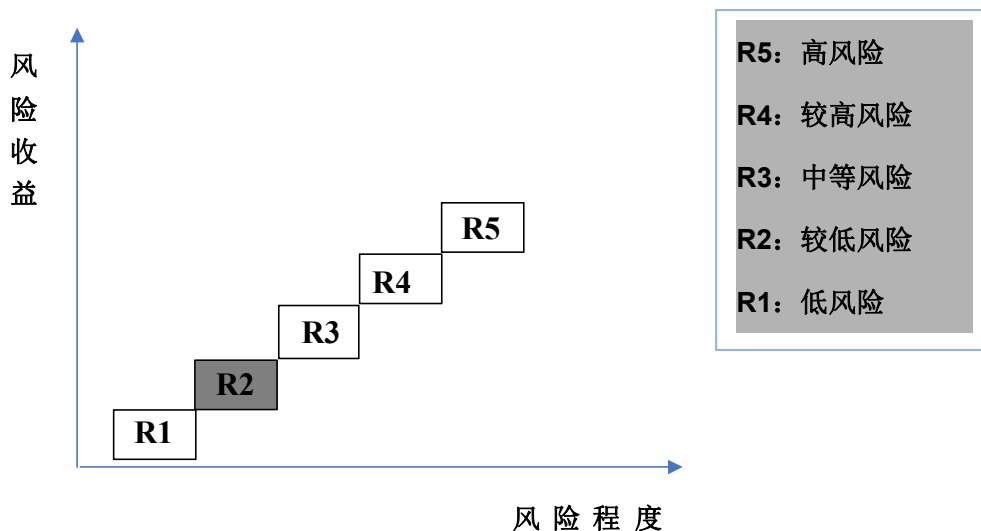 风
险
收
益
R5
R4
R3
R2
R1
风 险 程 度
R5：高风险
R4：较高风险
R3：中等风险
R2：较低风险
R1：低风险